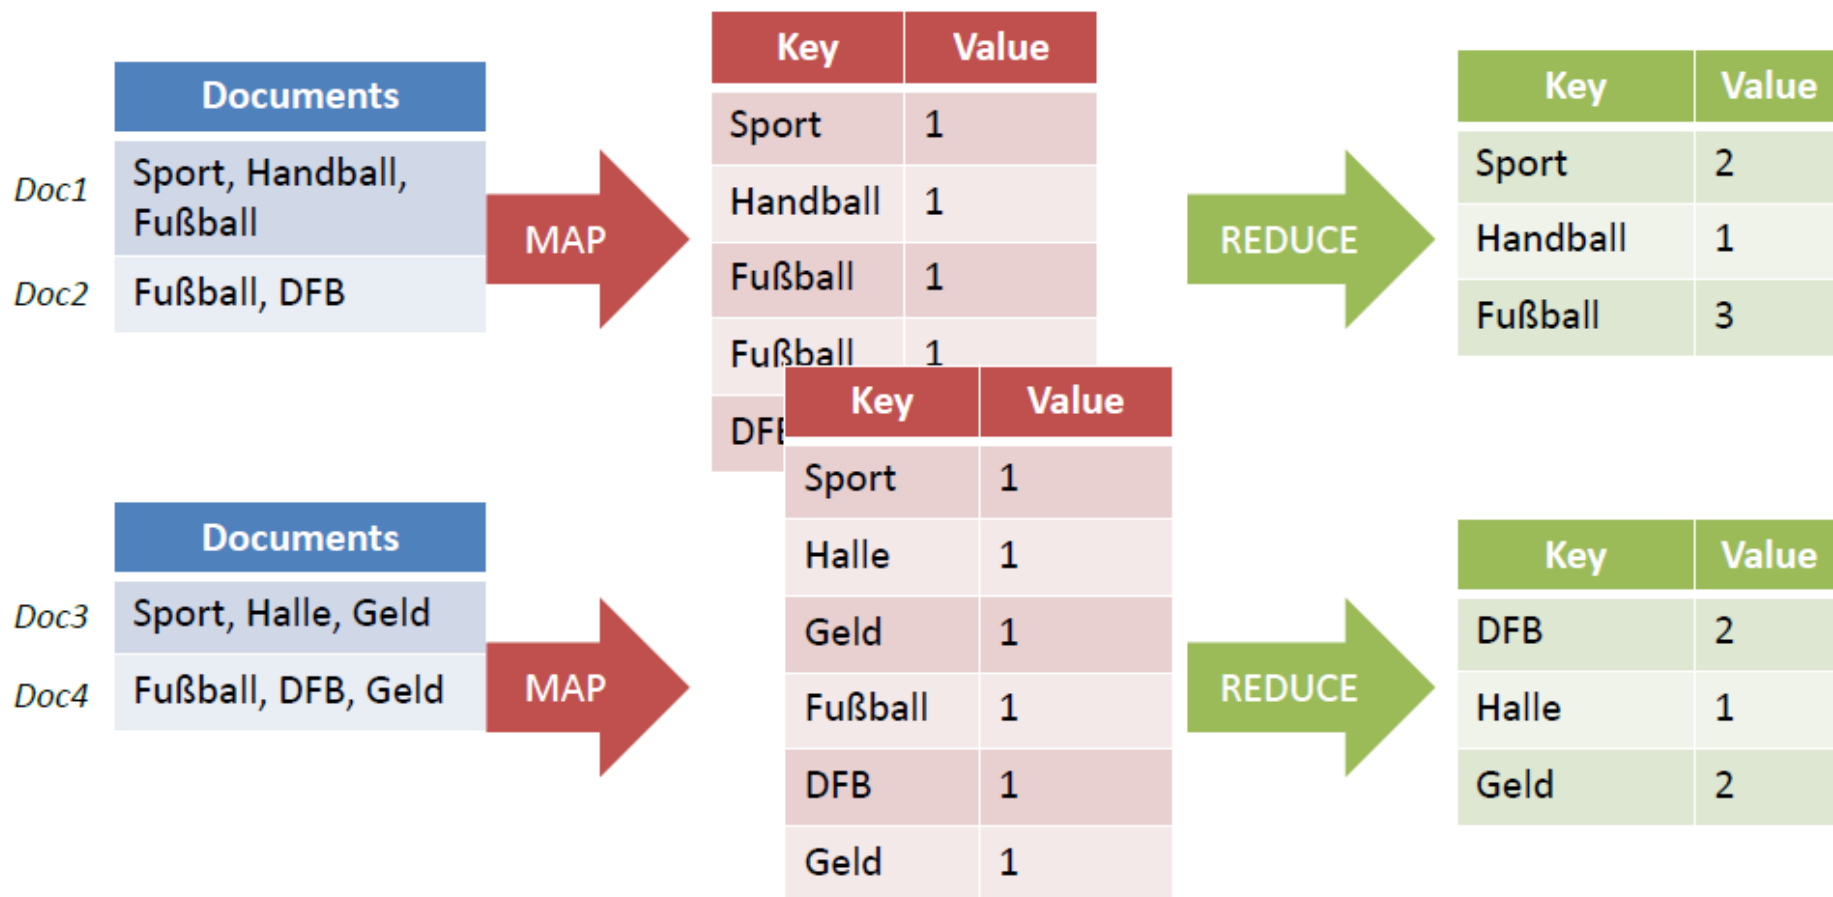 Documents
Doc1 Sport, Handball,
Fußball
Doc2 Fußball, DFB
MAP
Key Value
Sport 1
Handball 1
Fußball 1
Fußball 1
REDUCE
Key Value
Sport 2
Handball 1
Fußball 3
Documents
Doc3 Sport, Halle, Geld
Doc4 Fußball, DFB, Geld
MAP
Key Value
Sport 1
Halle 1
Geld 1
Fußball 1
DFB 1
Geld 1
REDUCE
Key Value
DFB 2
Halle 1
Geld 2